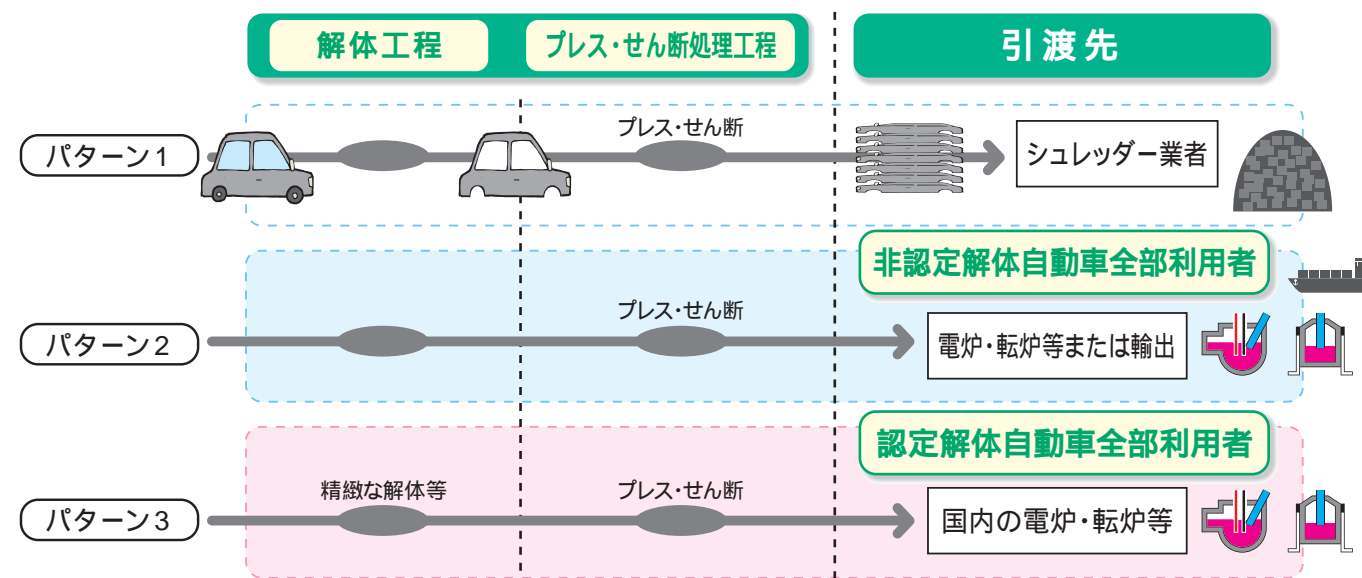 解体工程
プレス・せん断処理工程
引渡先
パターン1
プレス・せん断
シュレッダー業者
非認定解体自動車全部利用者
パターン2
プレス・せん断
電炉・転炉等または輸出
認定解体自動車全部利用者
パターン3
精緻な解体等
プレス・せん断
国内の電炉・転炉等